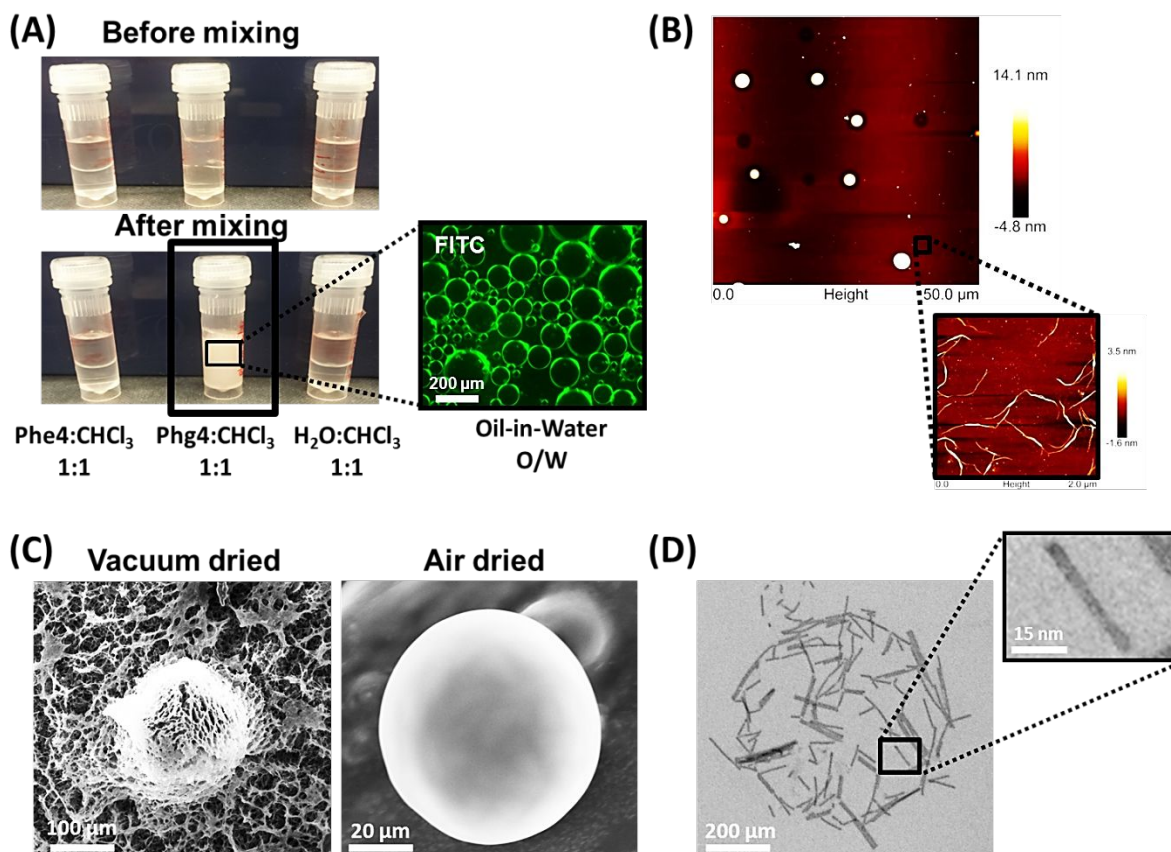 (A)
Before mixing
After mixing
FITC
200 μm
Phe4:CHCl₃
1:1
Phg4:CHCl₃
1:1
H₂O:CHCl₃
1:1
Oil-in-Water
O/W
(B)
14.1 nm
-4.8 nm
0.0
Height
50.0 μm
3.5 nm
-1.6 nm
0.0
Height
2.0 μm
(C)
Vacuum dried
100 μm
Air dried
20 μm
(D)
15 nm
200 μm